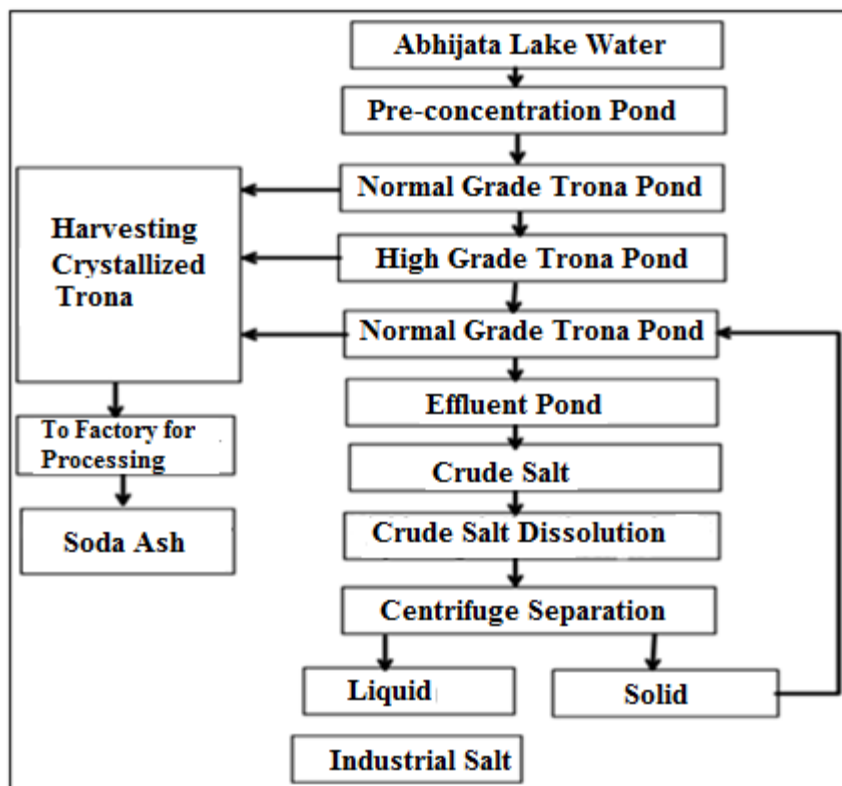 Abhijata Lake Water
Pre-concentration Pond
Normal Grade Trona Pond
Harvesting
Crystallized
Trona
High Grade Trona Pond
Normal Grade Trona Pond
Effluent Pond
To Factory for
Processing
Crude Salt
Soda Ash
Crude Salt Dissolution
Centrifuge Separation
Liquid
Solid
Industrial Salt